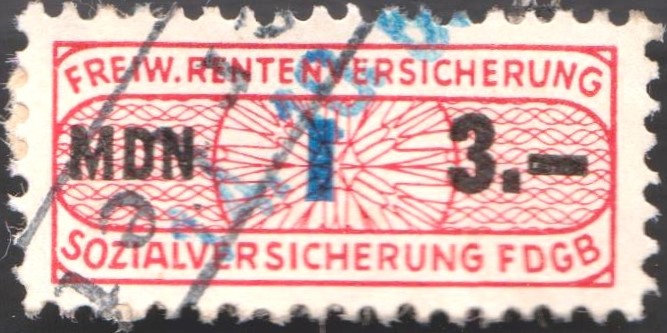 FREIW. RENTENVERSICHERUNG
MDN I 3.–
SOZIALVERSICHERUNG FDGB